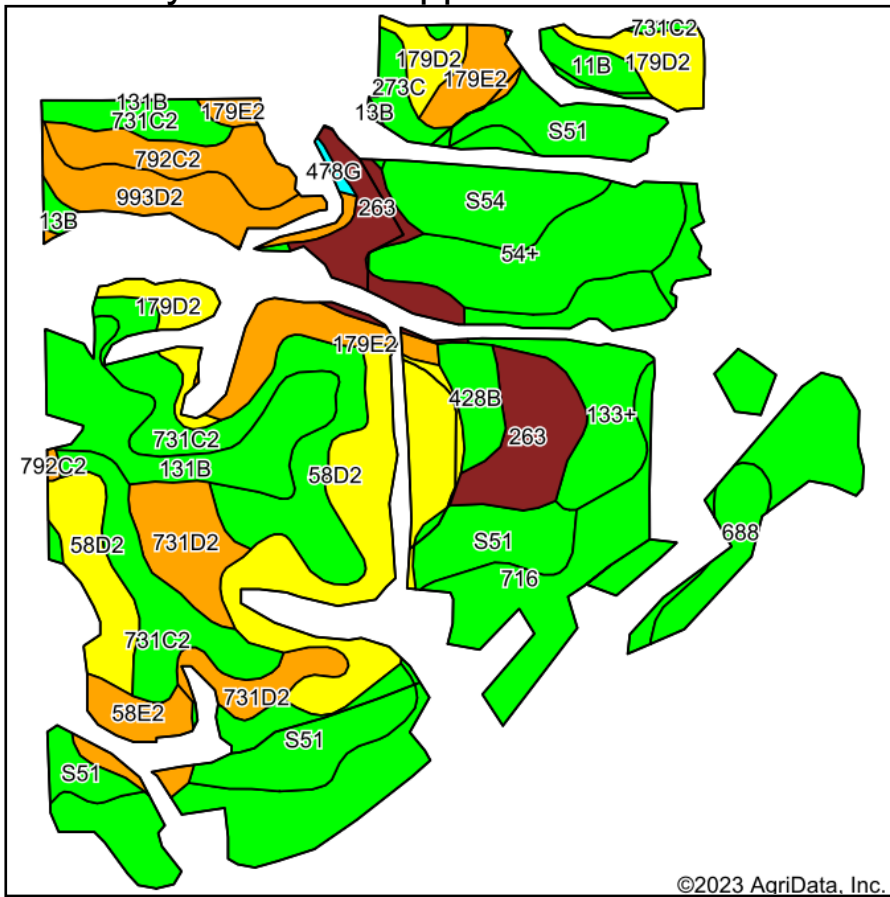 731C2
179D2
11B
179D2
179E2
273C
131B
179E2
13B
731C2
S51
792C2
478G
993D2
263
S54
13B
54+
179D2
179E2
428B
133+
731C2
263
792C2
131B
58D2
688
58D2
731D2
S51
716
731C2
731D2
58E2
S51
S51
©2023 AgriData, Inc.